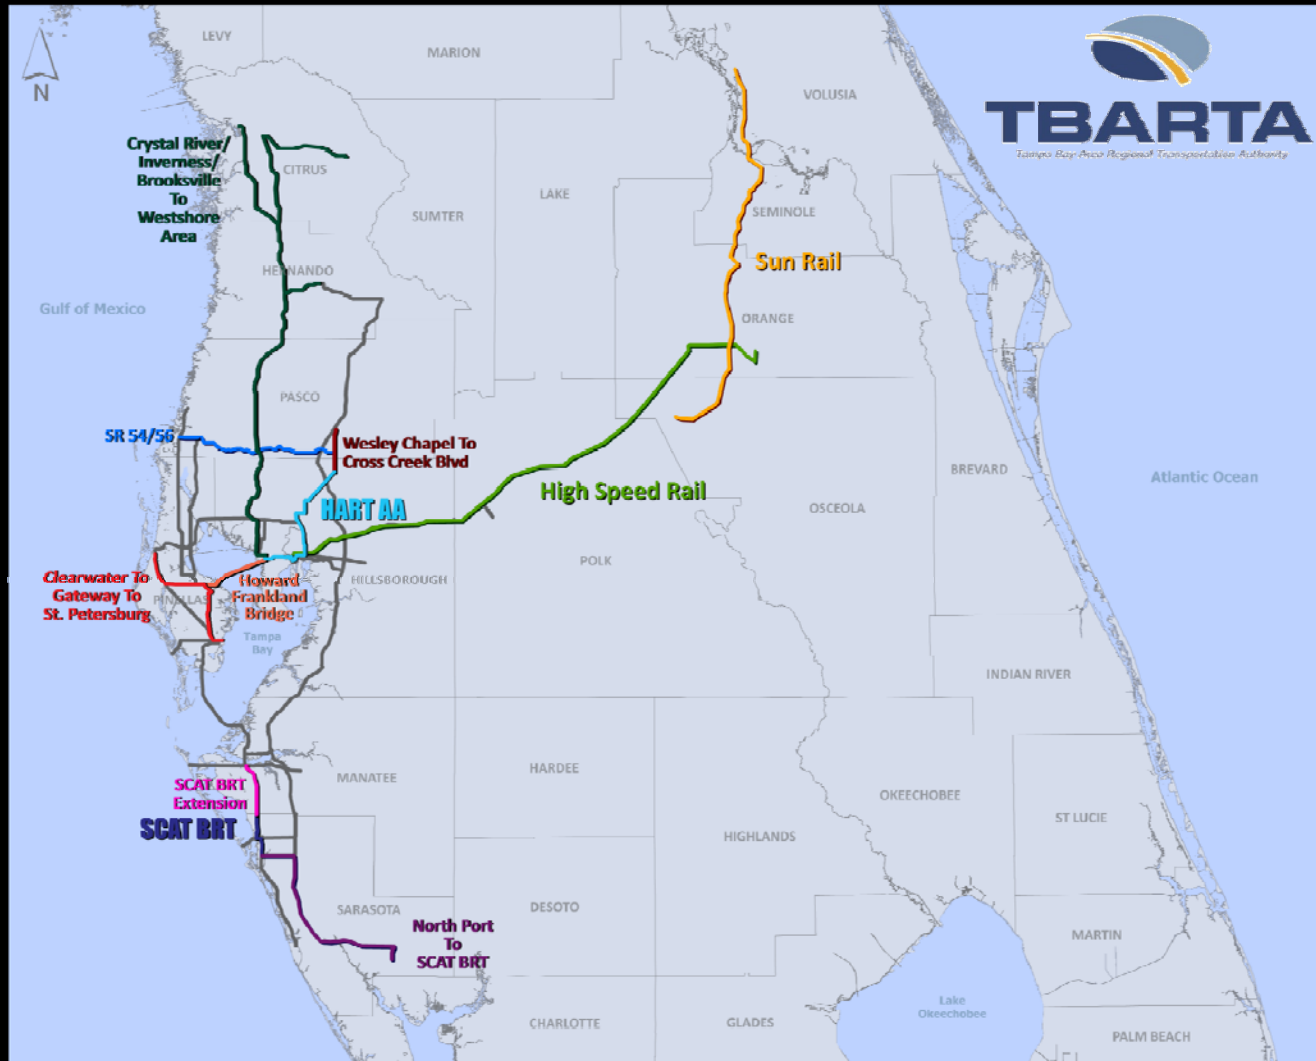 LEVY
MARION
VOLUSIA
TBARTA
Tampa Bay Area Regional Transportation Authority
N
Crystal River/
Inverness/
Brooksville
To
Westshore
Area
CITRUS
SUMTER
LAKE
SEMINOLE
Sun Rail
HERNANDO
Gulf of Mexico
ORANGE
PASCO
SR 54/56
Wesley Chapel To
Cross Creek Blvd
HART AA
High Speed Rail
BREVARD
Atlantic Ocean
OSCEOLA
POLK
Clearwater To
Gateway To
St. Petersburg
PINELLAS
Howard
Frankland
Bridge
HILLSBOROUGH
Tampa
Bay
INDIAN RIVER
MANATEE
HARDEE
SCAT BRT
Extension
SCAT BRT
OKEECHOBEE
ST LUCIE
HIGHLANDS
SARASOTA
DESOTO
North Port
To
SCAT BRT
MARTIN
Lake
Okeechobee
CHARLOTTE
GLADES
PALM BEACH